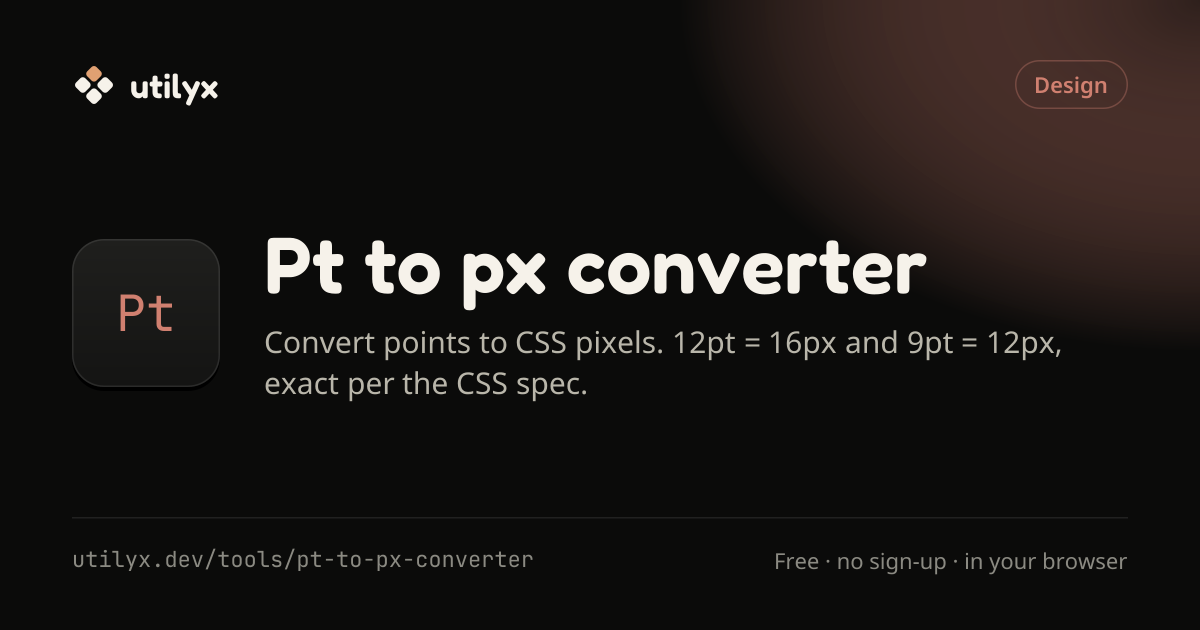 utilyx
Design
Pt
Pt to px converter
Convert points to CSS pixels. 12pt = 16px and 9pt = 12px,
exact per the CSS spec.
utilyx.dev/tools/pt-to-px-converter
Free · no sign-up · in your browser